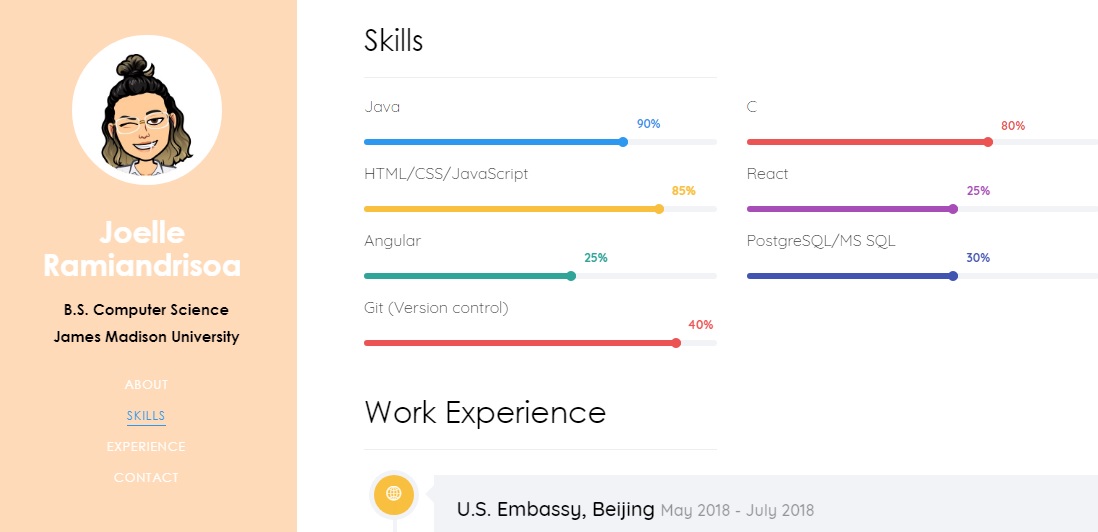 Joelle
Ramiandrisoa
B.S. Computer Science
James Madison University
ABOUT
SKILLS
EXPERIENCE
CONTACT
Skills
Java
90%
C
80%
HTML/CSS/JavaScript
85%
React
25%
Angular
25%
PostgreSQL/MS SQL
30%
Git (Version control)
40%
Work Experience
U.S. Embassy, Beijing May 2018 - July 2018